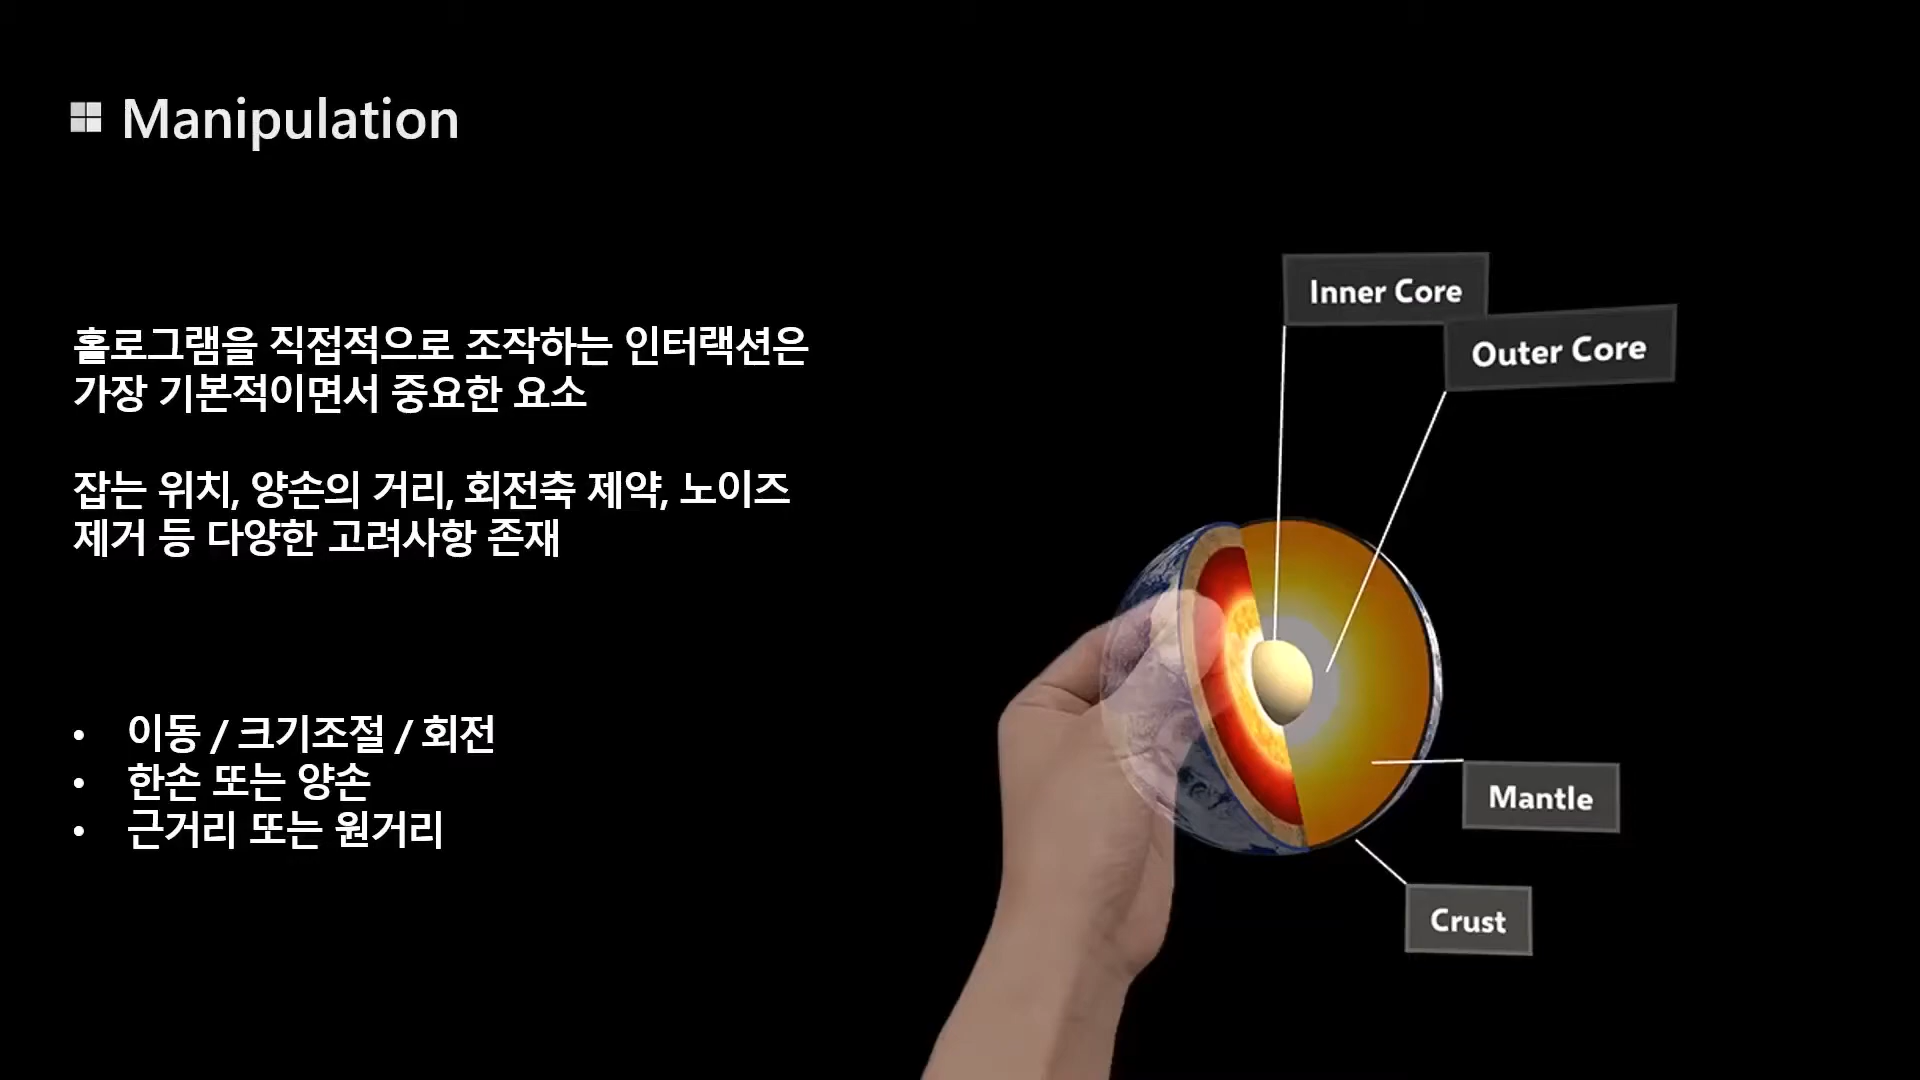 Manipulation
홀로그램을 직접적으로 조작하는 인터랙션은
가장 기본적이면서 중요한 요소
잡는 위치, 양손의 거리, 회전축 제약, 노이즈
제거 등 다양한 고려사항 존재
• 이동 / 크기조절 / 회전
• 한손 또는 양손
• 근거리 또는 원거리
Inner Core
Outer Core
Mantle
Crust